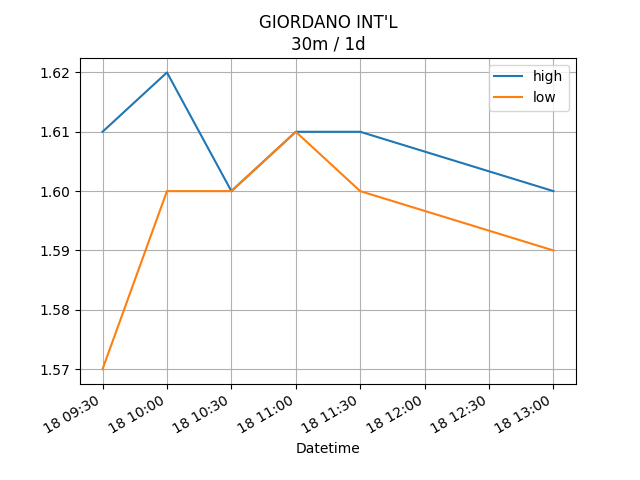 GIORDANO INT'L
30m / 1d
high
low
1.62
1.61
1.60
1.59
1.58
1.57
18 09:30
18 10:00
18 10:30
18 11:00
18 11:30
18 12:00
18 12:30
18 13:00
Datetime